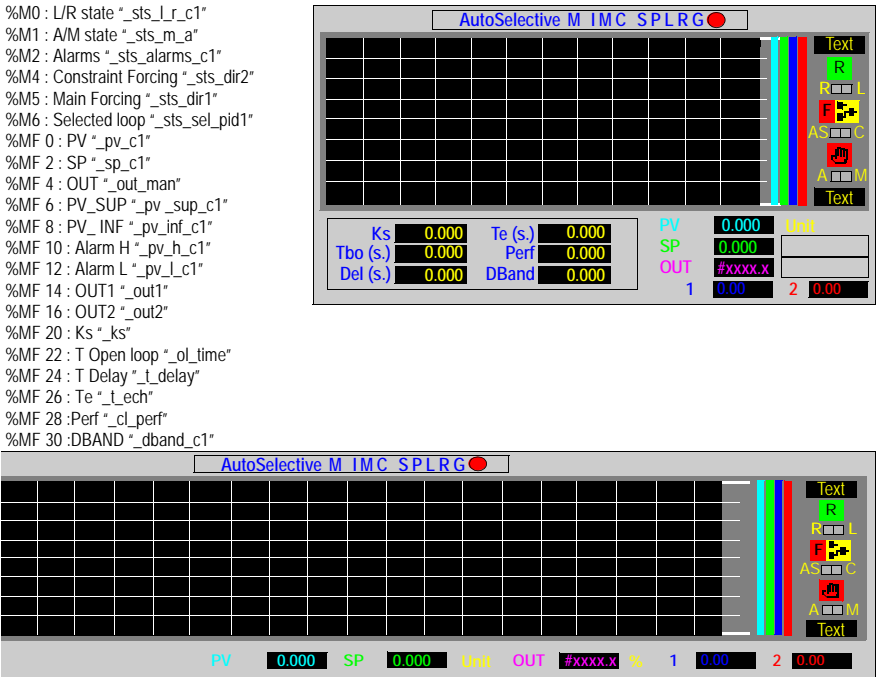 %M0 : L/R state “_sts_l_r_c1”
%M1 : A/M state “_sts_m_a”
%M2 : Alarms “_sts_alarms_c1”
%M4 : Constraint Forcing “_sts_dir2”
%M5 : Main Forcing “_sts_dir1”
%M6 : Selected loop “_sts_sel_pid1”
%MF 0 : PV “_pv_c1”
%MF 2 : SP “_sp_c1”
%MF 4 : OUT “_out_man”
%MF 6 : PV_SUP “_pv _sup_c1”
%MF 8 : PV_ INF “_pv_inf_c1”
%MF 10 : Alarm H “_pv_h_c1”
%MF 12 : Alarm L “_pv_l_c1”
%MF 14 : OUT1 “_out1”
%MF 16 : OUT2 “_out2”
%MF 20 : Ks “_ks”
%MF 22 : T Open loop “_ol_time”
%MF 24 : T Delay “_t_delay”
%MF 26 : Te “_t_ech”
%MF 28 :Perf “_cl_perf”
%MF 30 :DBAND “_dband_c1”
AutoSelective M IMC SPLRG
Text
R
R L
F
AS C
A M
Text
Ks 0.000 Te (s.) 0.000
Tbo (s.) 0.000 Perf 0.000
Del (s.) 0.000 DBand 0.000
PV 0.000 Unit
SP 0.000
OUT #xxxx.x
1 0.00 2 0.00
AutoSelective M IMC SPLRG
Text
R
R L
F
AS C
A M
Text
PV 0.000 SP 0.000 Unit OUT #xxxx.x % 1 0.00 2 0.00